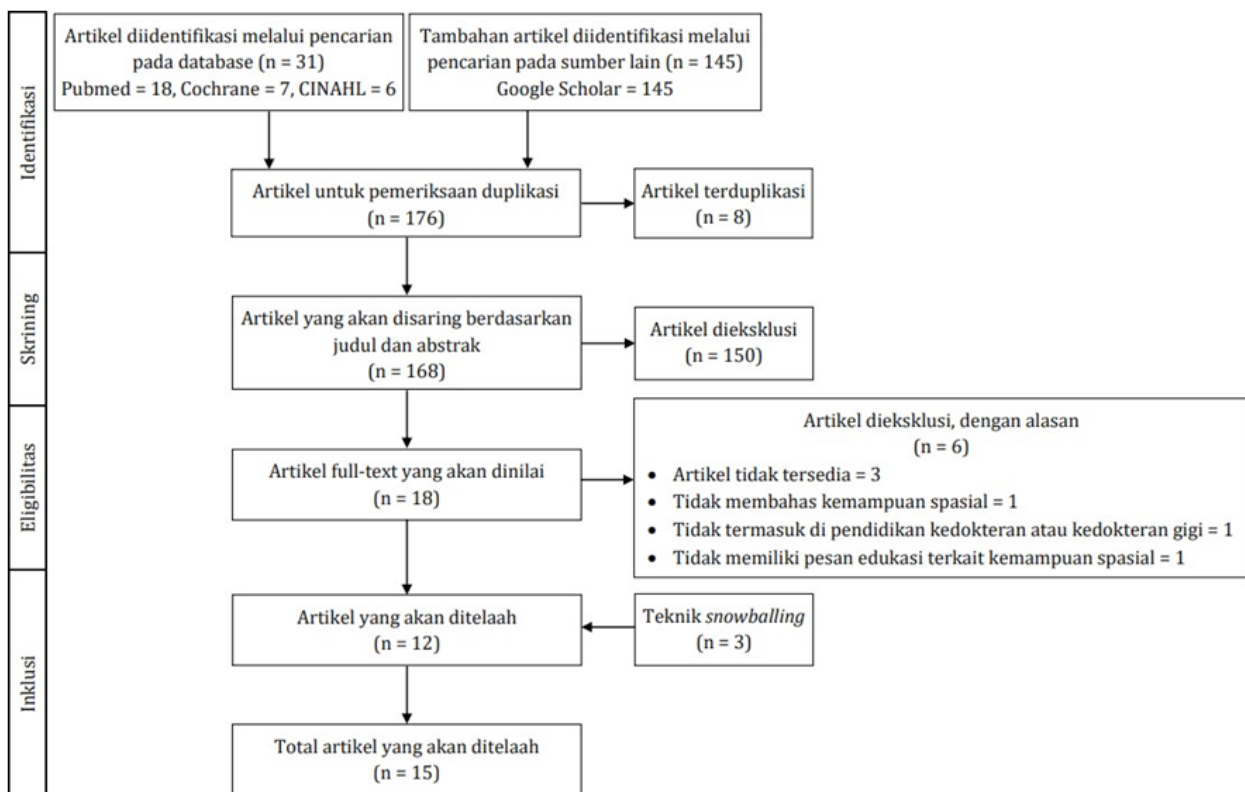 Identifikasi
Artikel diidentifikasi melalui pencarian
pada database (n = 31)
Pubmed = 18, Cochrane = 7, CINAHL = 6
Tambahan artikel diidentifikasi melalui
pencarian pada sumber lain (n = 145)
Google Scholar = 145
Artikel untuk pemeriksaan duplikasi
(n = 176)
Artikel terduplikasi
(n = 8)
Skrining
Artikel yang akan disaring berdasarkan
judul dan abstrak
(n = 168)
Artikel dieksklusi
(n = 150)
Eligibilitas
Artikel full-text yang akan dinilai
(n = 18)
Artikel dieksklusi, dengan alasan
(n = 6)
• Artikel tidak tersedia = 3
• Tidak membahas kemampuan spasial = 1
• Tidak termasuk di pendidikan kedokteran atau kedokteran gigi = 1
• Tidak memiliki pesan edukasi terkait kemampuan spasial = 1
Inklusi
Artikel yang akan ditelaah
(n = 12)
Teknik snowballing
(n = 3)
Total artikel yang akan ditelaah
(n = 15)